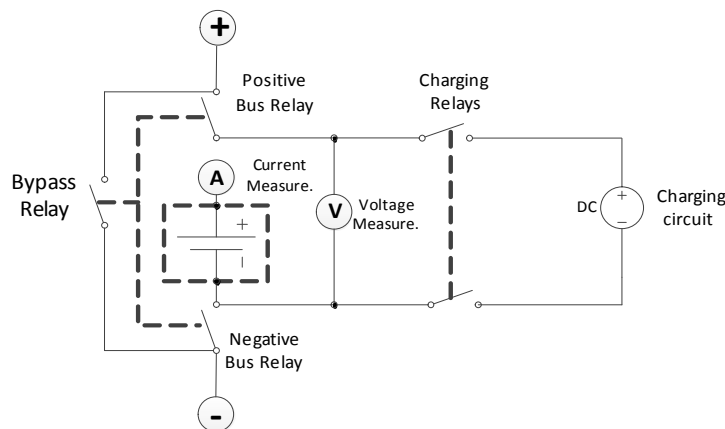 +
Positive
Bus Relay
Charging
Relays
Bypass
Relay
A
Current
Measure.
+
V
Voltage
Measure.
DC
+
Charging
circuit
Negative
Bus Relay
-